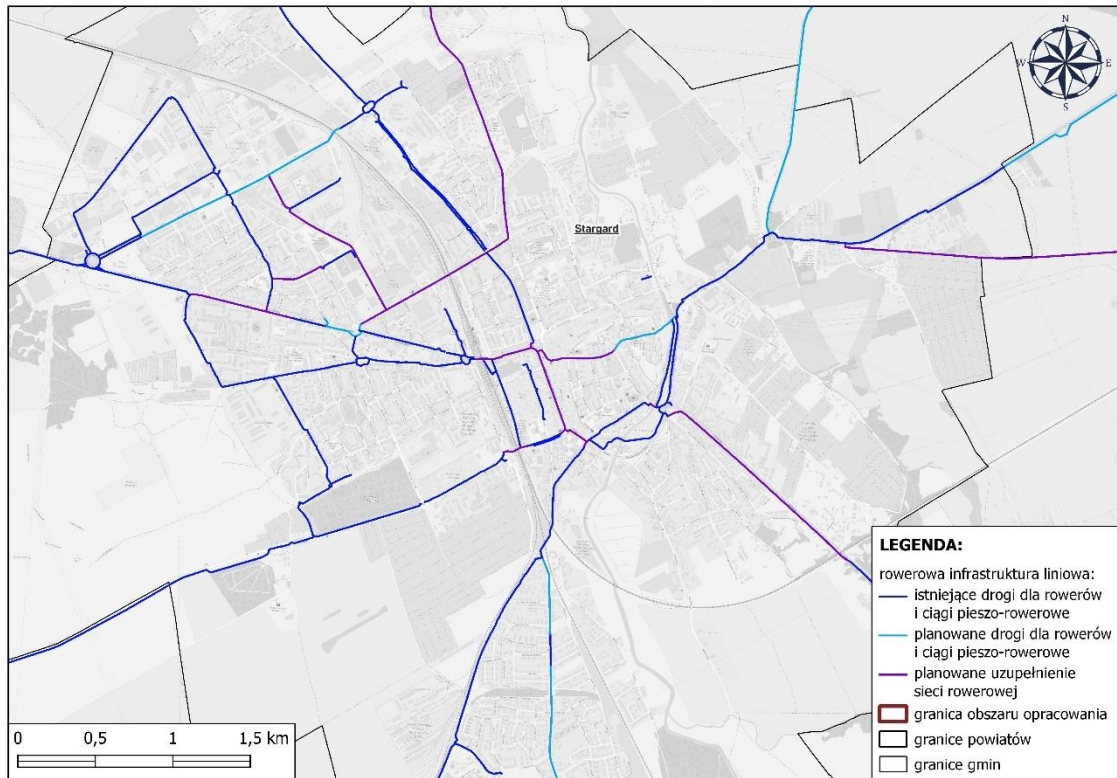 N
W
E
S
Stargard
LEGENDA:
rowerowa infrastruktura liniowa:
istniejące drogi dla rowerów
i ciągi pieszo-rowerowe
planowane drogi dla rowerów
i ciągi pieszo-rowerowe
planowane uzupełnienie
sieci rowerowej
granica obszaru opracowania
granice powiatów
granice gmin
0 0,5 1 1,5 km